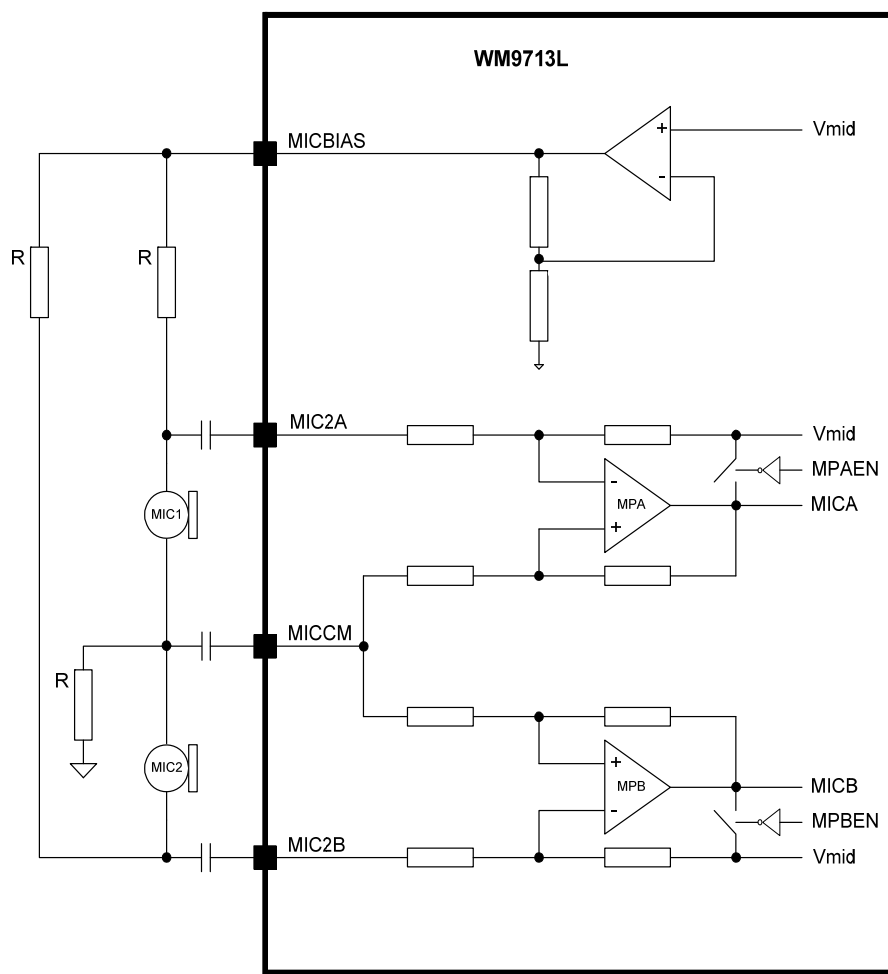 WM9713L
MICBIAS
+
Vmid
-
R
R
MIC2A
Vmid
MPAEN
-
MPA
MICA
MIC1
+
MICCM
R
+
MIC2
MPB
MICB
-
MPBEN
MIC2B
Vmid